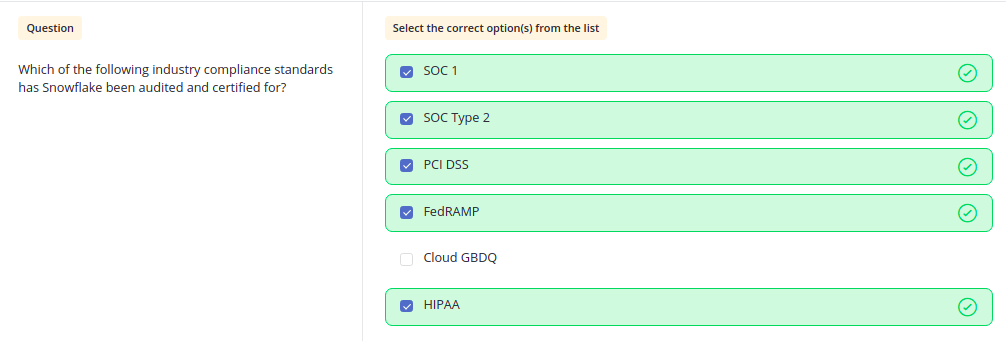 Question
Which of the following industry compliance standards
has Snowflake been audited and certified for?
Select the correct option(s) from the list
SOC 1
SOC Type 2
PCI DSS
FedRAMP
Cloud GBDQ
HIPAA